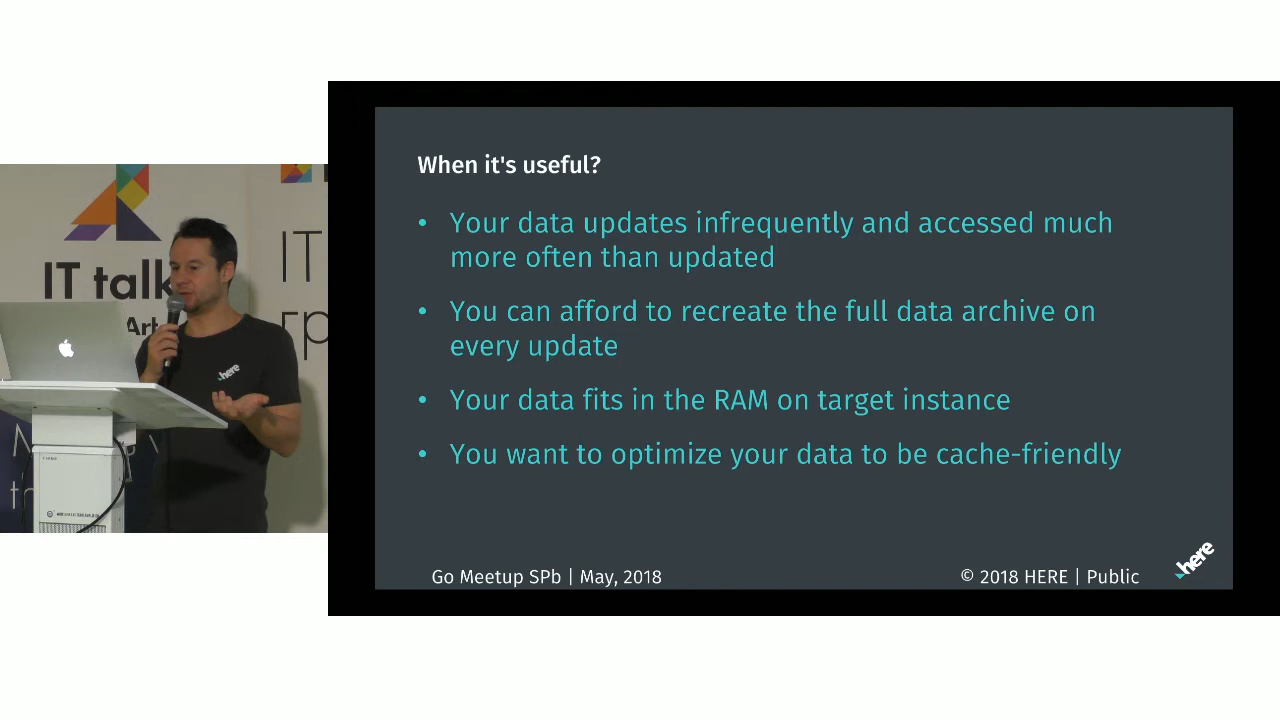 When it's useful?
• Your data updates infrequently and accessed much
more often than updated
• You can afford to recreate the full data archive on
every update
• Your data fits in the RAM on target instance
• You want to optimize your data to be cache-friendly
Go Meetup SPb | May, 2018
© 2018 HERE | Public
here
IT talk
Art
IT
гр
here